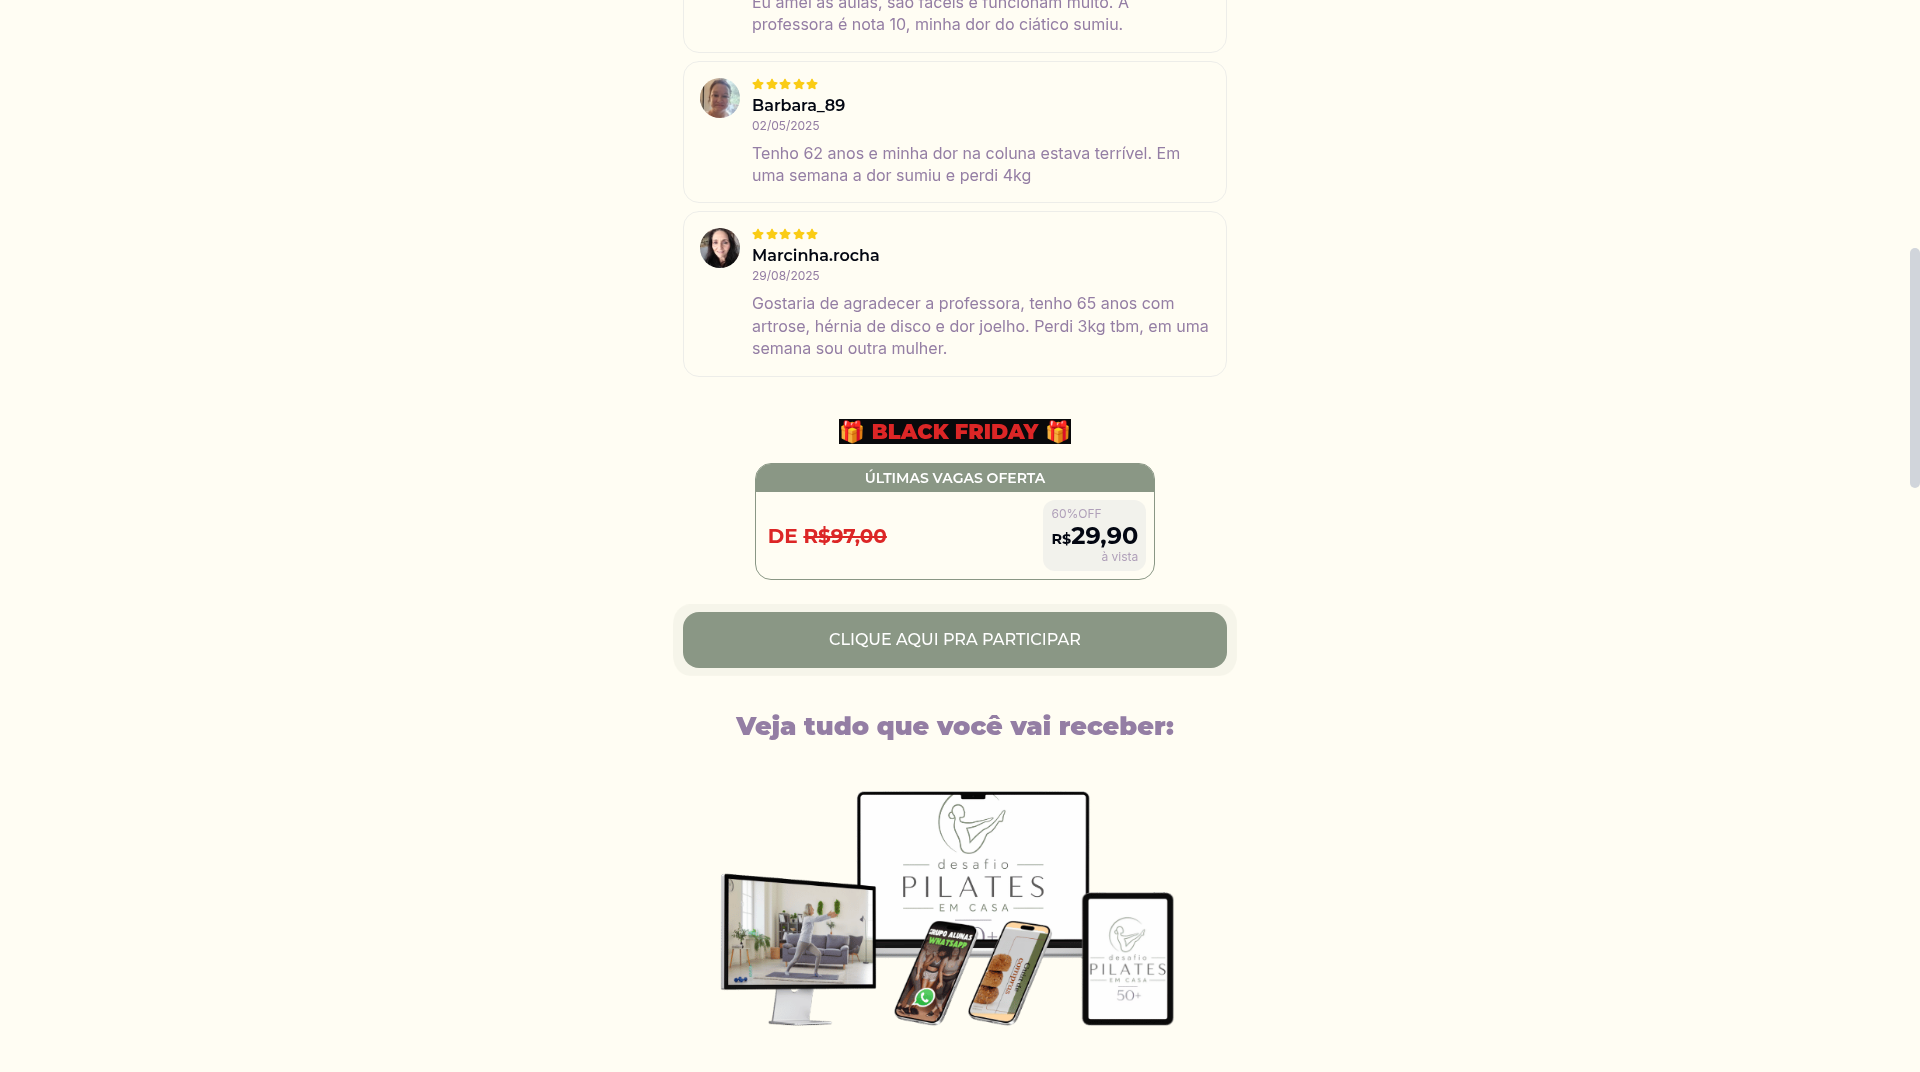 Eu amei as aulas, são fáceis e funcionam muito. A
professora é nota 10, minha dor do ciático sumiu.
Barbara_89
02/05/2025
Tenho 62 anos e minha dor na coluna estava terrível. Em
uma semana a dor sumiu e perdi 4kg
Marcinha.rocha
29/08/2025
Gostaria de agradecer a professora, tenho 65 anos com
artrose, hérnia de disco e dor joelho. Perdi 3kg tbm, em uma
semana sou outra mulher.
🎁 BLACK FRIDAY 🎁
ÚLTIMAS VAGAS OFERTA
DE R$97,00
60%OFF
R$29,90
à vista
CLIQUE AQUI PRA PARTICIPAR
Veja tudo que você vai receber:
desafio
PILATES
EM CASA
GRUPO ALUNAS
WHATSAPP
compras
desafio
PILATES
EM CASA
50+